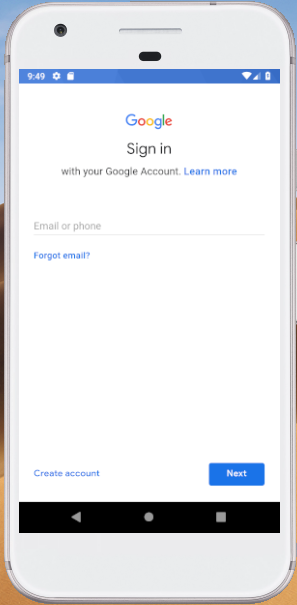 9:49
Google
Sign in
with your Google Account. Learn more
Email or phone
Forgot email?
Create account
Next